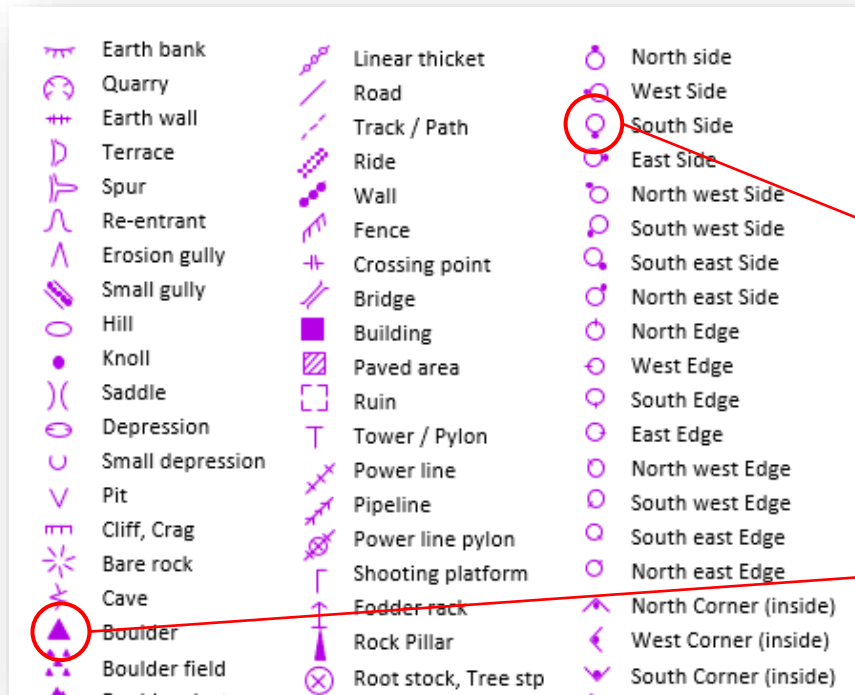 Earth bank
Quarry
Earth wall
Terrace
Spur
Re-entrant
Erosion gully
Small gully
Hill
Knoll
Saddle
Depression
Small depression
Pit
Cliff, Crag
Bare rock
Cave
Boulder
Boulder field
Linear thicket
Road
Track / Path
Ride
Wall
Fence
Crossing point
Bridge
Building
Paved area
Ruin
Tower / Pylon
Power line
Pipeline
Power line pylon
Shooting platform
Fodder rack
Rock Pillar
Root stock, Tree stp
North side
West Side
South Side
East Side
North west Side
South west Side
South east Side
North east Side
North Edge
West Edge
South Edge
East Edge
North west Edge
South west Edge
South east Edge
North east Edge
North Corner (inside)
West Corner (inside)
South Corner (inside)